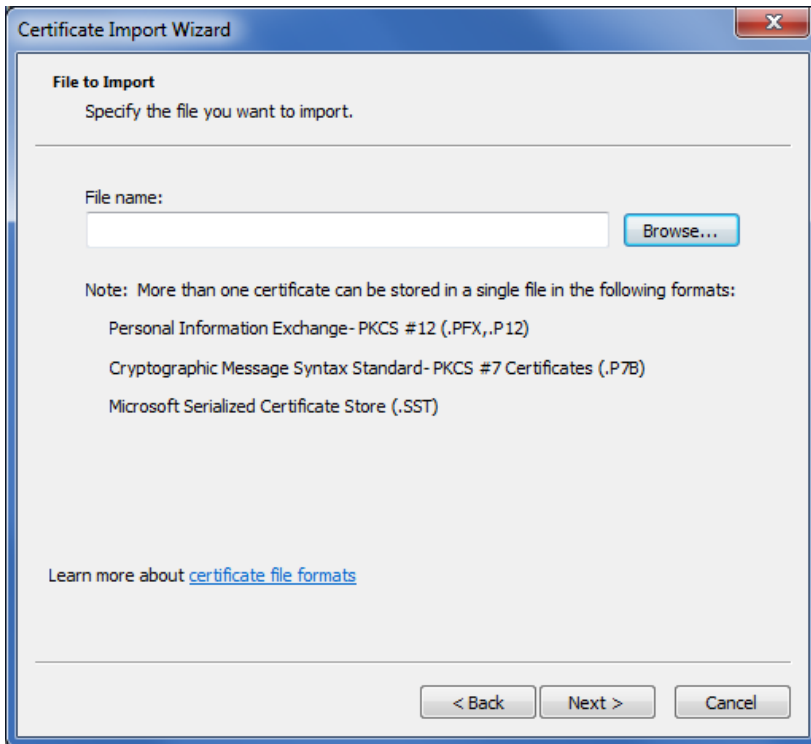 Certificate Import Wizard
File to Import
Specify the file you want to import.
File name:
Browse...
Note:  More than one certificate can be stored in a single file in the following formats:
Personal Information Exchange- PKCS #12 (.PFX,.P12)
Cryptographic Message Syntax Standard- PKCS #7 Certificates (.P7B)
Microsoft Serialized Certificate Store (.SST)
Learn more about certificate file formats
< Back Next > Cancel